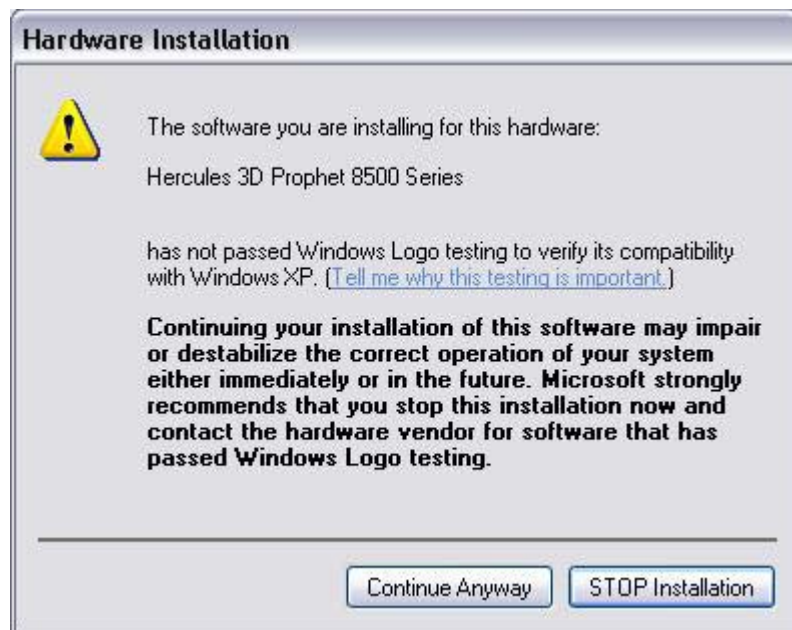 Hardware Installation
The software you are installing for this hardware:
Hercules 3D Prophet 8500 Series
has not passed Windows Logo testing to verify its compatibility
with Windows XP. (Tell me why this testing is important.)
Continuing your installation of this software may impair
or destabilize the correct operation of your system
either immediately or in the future. Microsoft strongly
recommends that you stop this installation now and
contact the hardware vendor for software that has
passed Windows Logo testing.
Continue Anyway
STOP Installation